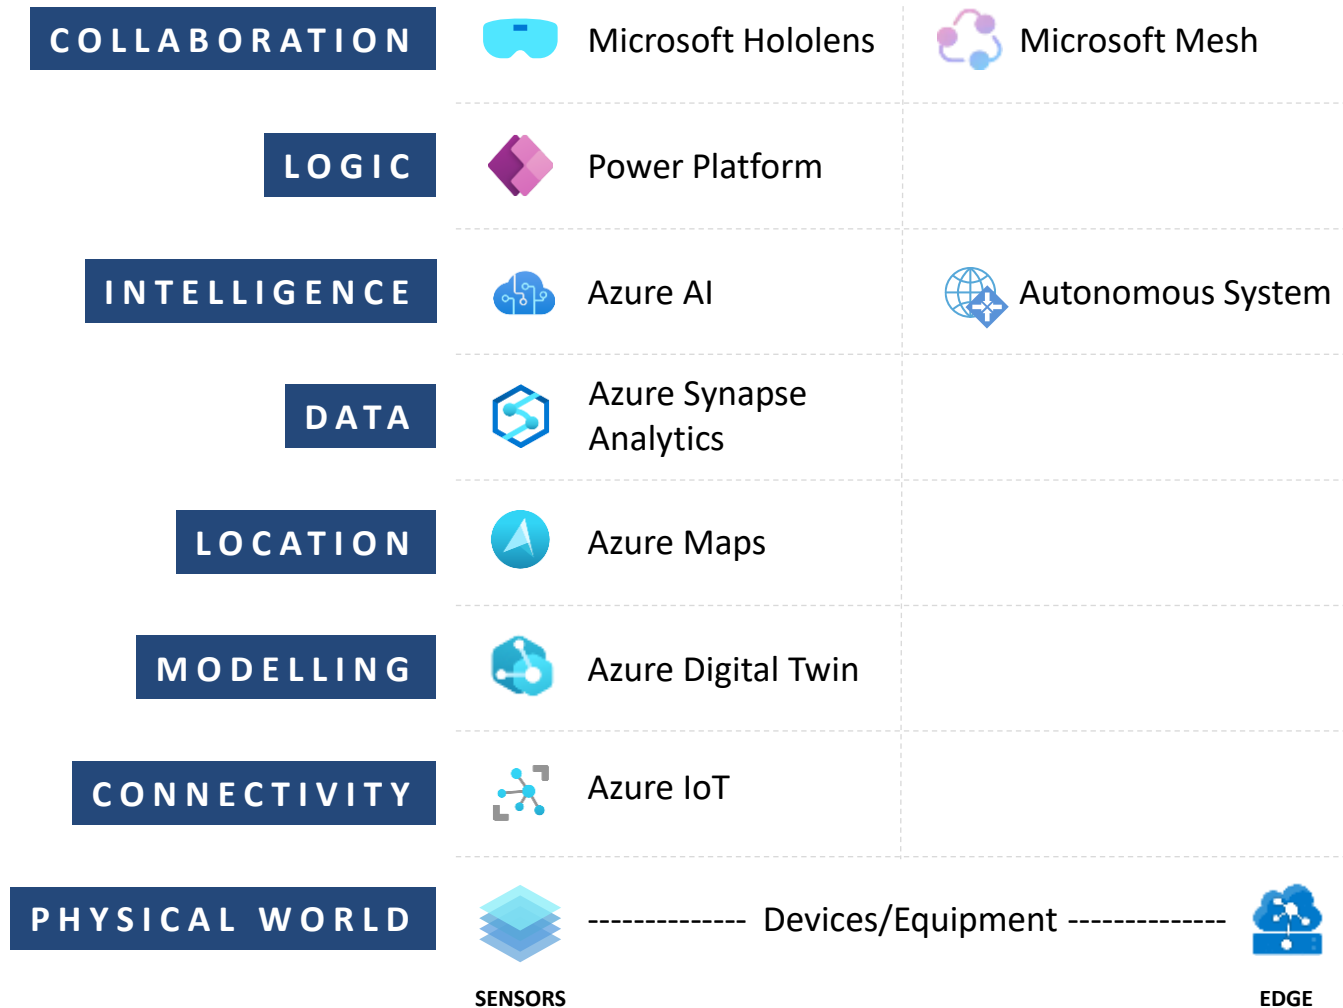 COLLABORATION
Microsoft Hololens
Microsoft Mesh
LOGIC
Power Platform
INTELLIGENCE
Azure AI
Autonomous System
DATA
Azure Synapse
Analytics
LOCATION
Azure Maps
MODELLING
Azure Digital Twin
CONNECTIVITY
Azure IoT
PHYSICAL WORLD
-------------- Devices/Equipment --------------
SENSORS
EDGE